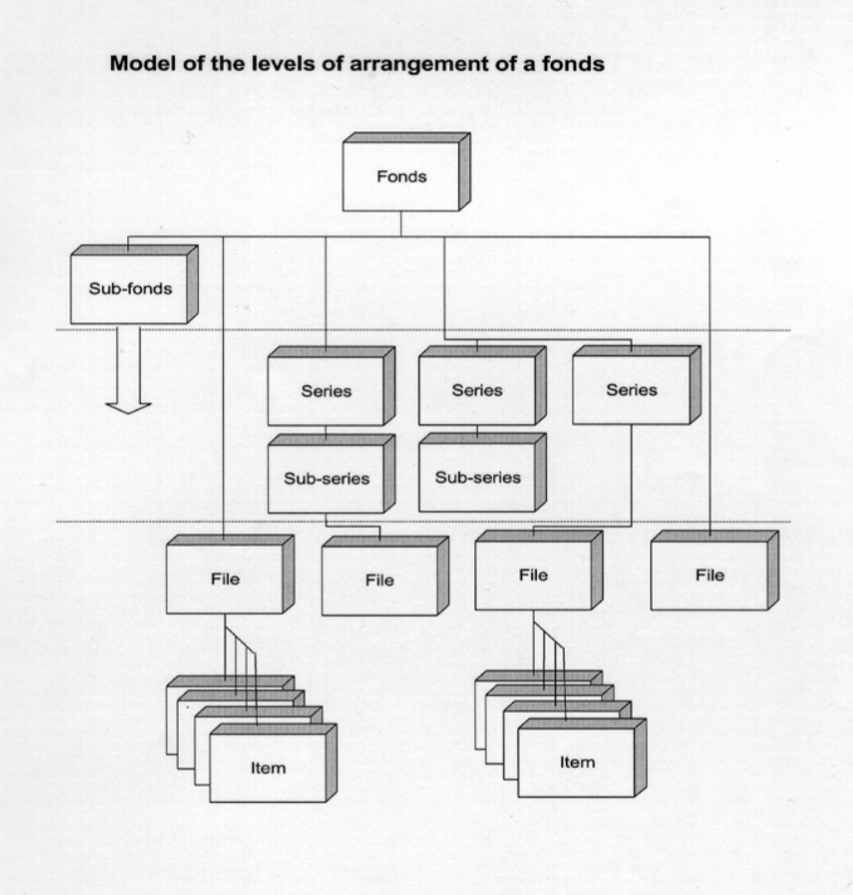 Model of the levels of arrangement of a fonds
Fonds
Sub-fonds
Series
Series
Series
Sub-series
Sub-series
File
File
File
File
Item
Item